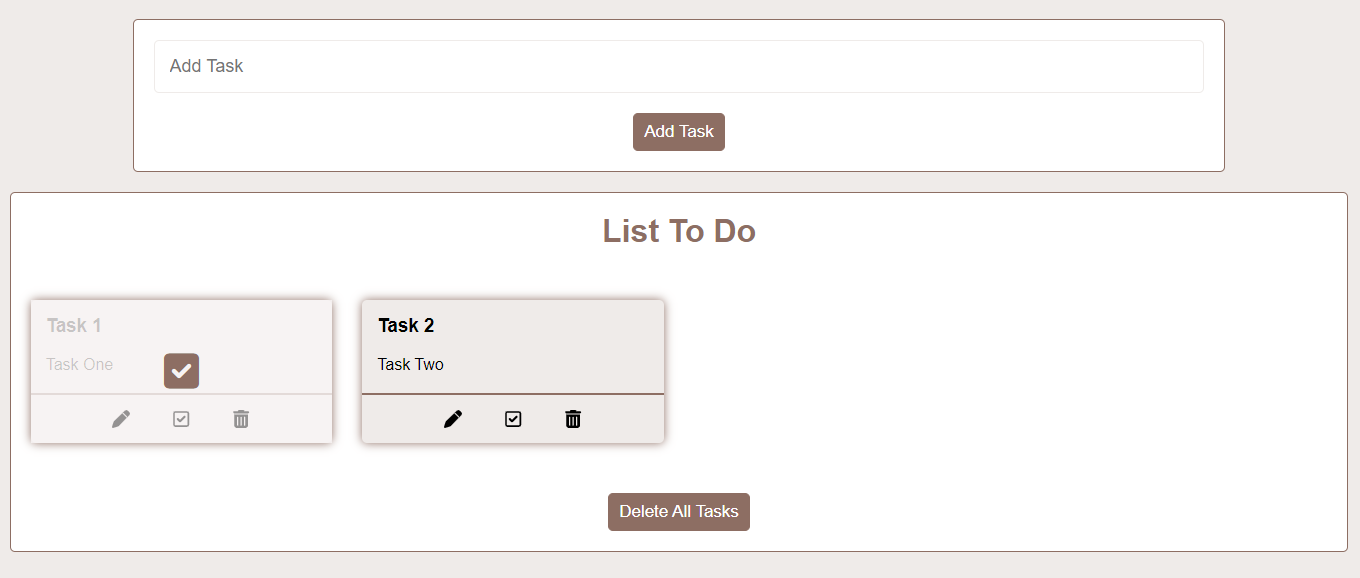 Add Task
Add Task
List To Do
Task 1
Task One
Task 2
Task Two
Delete All Tasks